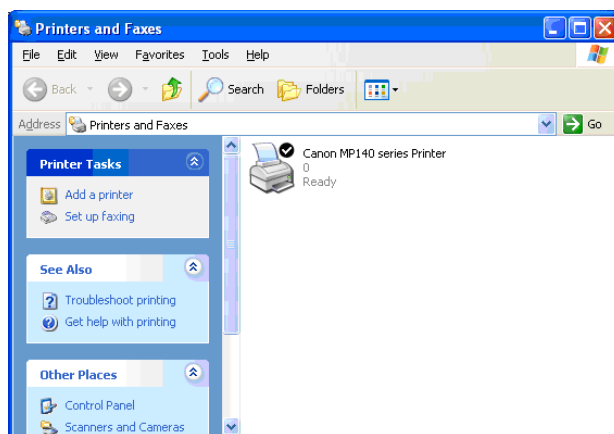 Printers and Faxes
File Edit View Favorites Tools Help
Back Search Folders
Address Printers and Faxes Go
Printer Tasks
Add a printer
Set up faxing
See Also
Troubleshoot printing
Get help with printing
Other Places
Control Panel
Scanners and Cameras
Canon MP140 series Printer
0
Ready